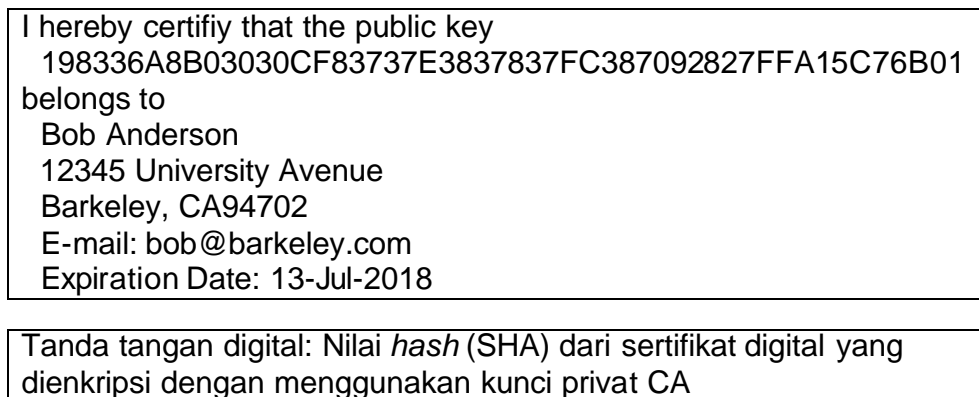 I hereby certifiy that the public key
198336A8B03030CF83737E3837837FC387092827FFA15C76B01
belongs to
Bob Anderson
12345 University Avenue
Barkeley, CA94702
E-mail: bob@barkeley.com
Expiration Date: 13-Jul-2018
Tanda tangan digital: Nilai hash (SHA) dari sertifikat digital yang
dienkripsi dengan menggunakan kunci privat CA